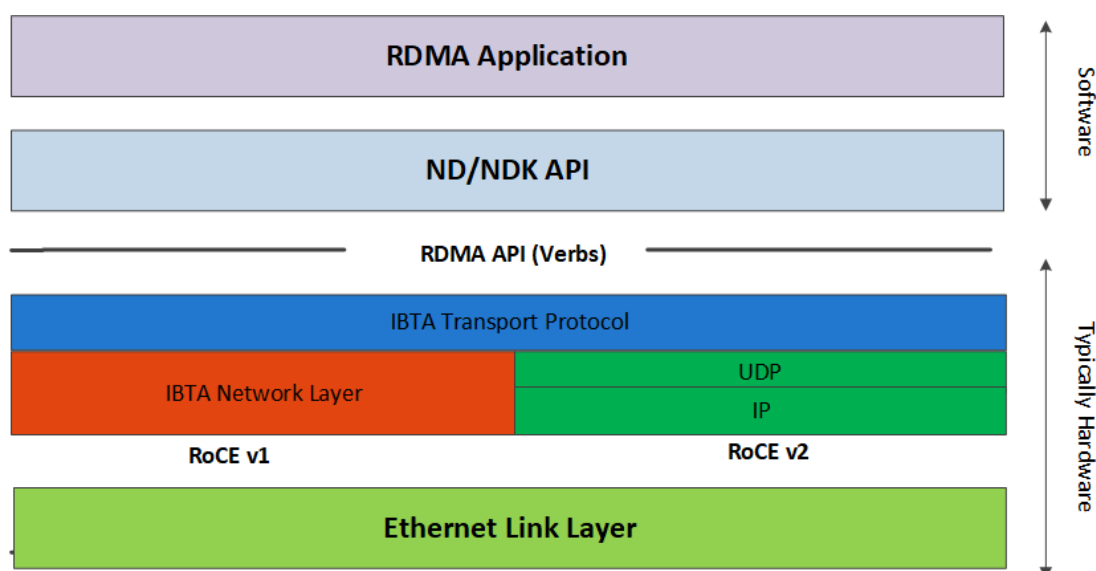 RDMA Application
ND/NDK API
Software
RDMA API (Verbs)
IBTA Transport Protocol
IBTA Network Layer
UDP
IP
RoCE v1
RoCE v2
Typically Hardware
Ethernet Link Layer